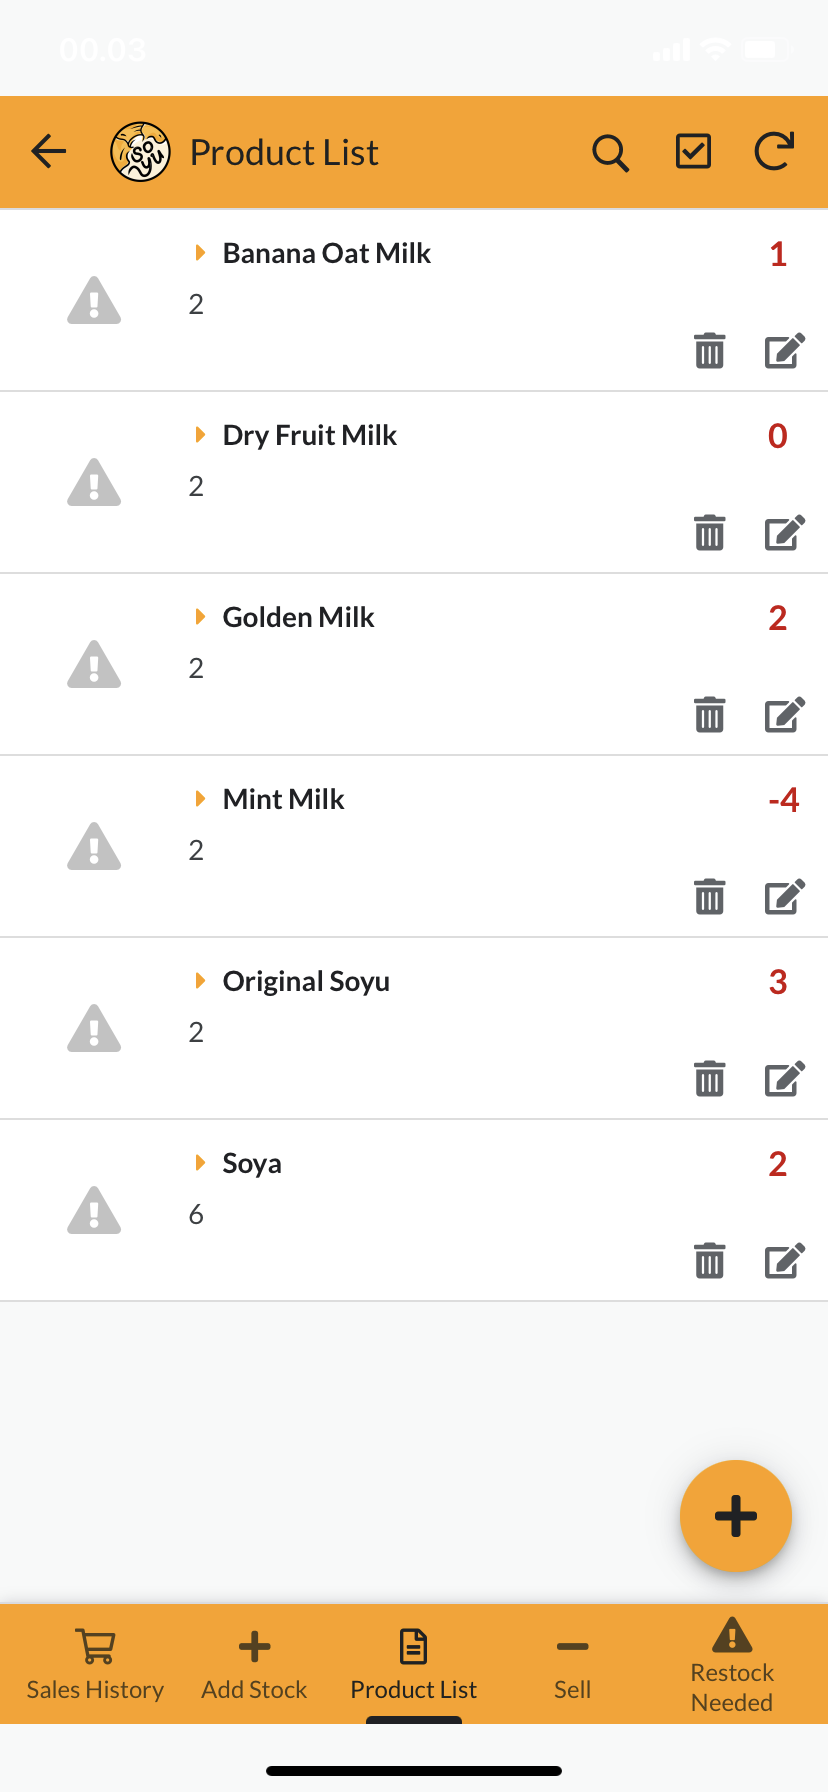 00.03
so
yu
Product List
Banana Oat Milk
1
2
Dry Fruit Milk
0
2
Golden Milk
2
2
Mint Milk
-4
2
Original Soyu
3
2
Soya
2
6
Sales History
Add Stock
Product List
Sell
Restock
Needed